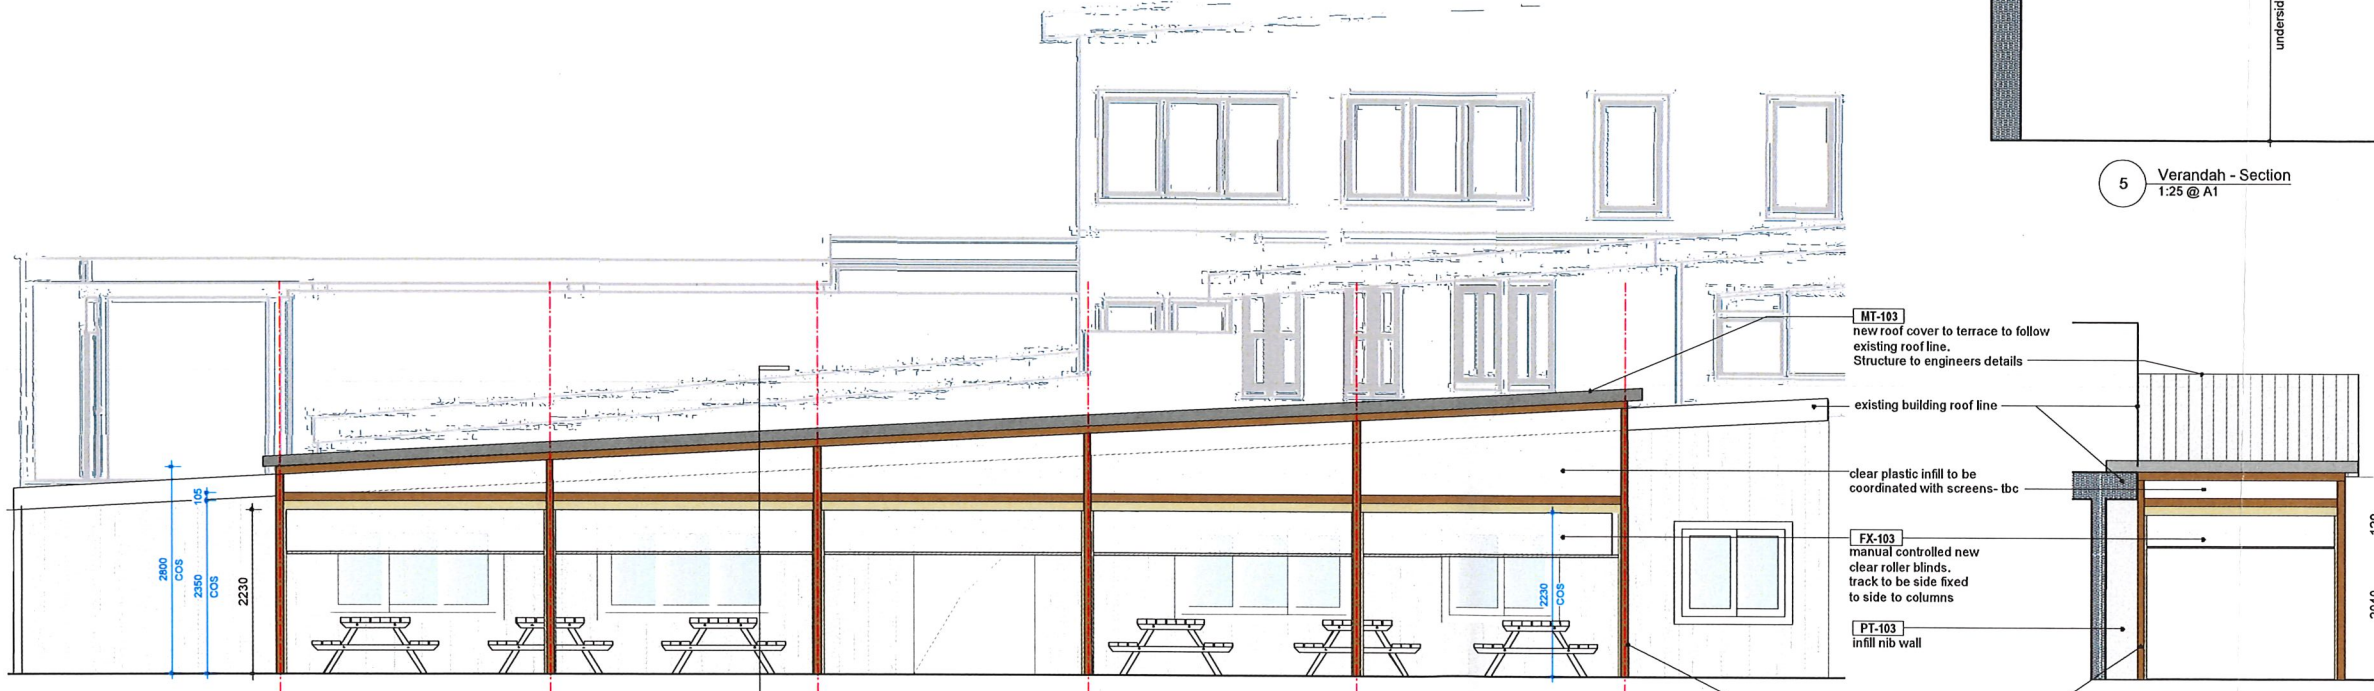 undersid
5
Verandah - Section
1:25 @ A1
MT-103
new roof cover to terrace to follow
existing roof line.
Structure to engineers details
existing building roof line
clear plastic infill to be
coordinated with screens- tbc
FX-103
manual controlled new
clear roller blinds.
track to be side fixed
to side to columns
PT-103
infill nib wall
2800
COS
105
2350
COS
2230
2230
COS